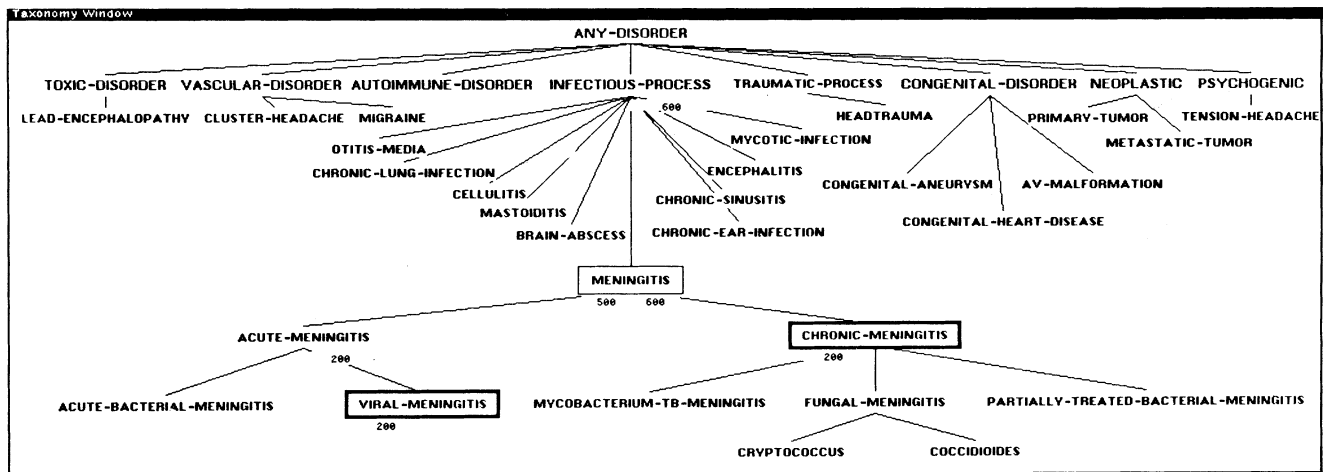 Taxonomy Window
ANY-DISORDER
TOXIC-DISORDER VASCULAR-DISORDER AUTOIMMUNE-DISORDER INFECTIOUS-PROCESS TRAUMATIC-PROCESS CONGENITAL-DISORDER NEOPLASTIC PSYCHOGENIC
600
LEAD-ENCEPHALOPATHY CLUSTER-HEADACHE MIGRAINE HEADTRAUMA PRIMARY-TUMOR TENSION-HEADACHE
MYCOTIC-INFECTION METASTATIC-TUMOR
OTITIS-MEDIA
CHRONIC-LUNG-INFECTION ENCEPHALITIS
CONGENITAL-ANEURYSM AV-MALFORMATION
CELLULITIS CHRONIC-SINUSITIS
MASTOIDITIS
CONGENITAL-HEART-DISEASE
BRAIN-ABSCESS CHRONIC-EAR-INFECTION
MENINGITIS
500 600
ACUTE-MENINGITIS CHRONIC-MENINGITIS
200 200
ACUTE-BACTERIAL-MENINGITIS VIRAL-MENINGITIS MYCOBACTERIUM-TB-MENINGITIS FUNGAL-MENINGITIS PARTIALLY-TREATED-BACTERIAL-MENINGITIS
200
CRYPTOCOCCUS COCCIDIOIDES